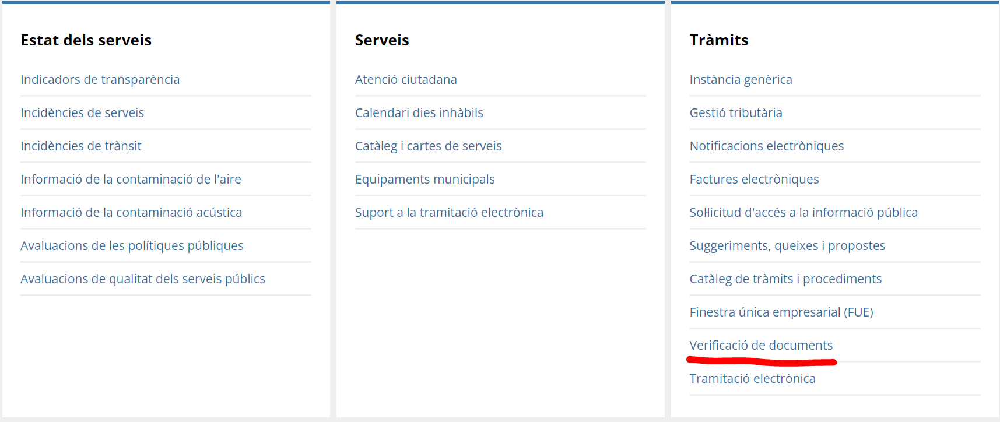 Estat dels serveis
Indicadors de transparència
Incidències de serveis
Incidències de trànsit
Informació de la contaminació de l'aire
Informació de la contaminació acústica
Avaluacions de les polítiques públiques
Avaluacions de qualitat dels serveis públics
Serveis
Atenció ciutadana
Calendari dies inhàbils
Catàleg i cartes de serveis
Equipaments municipals
Suport a la tramitació electrònica
Tràmits
Instància genèrica
Gestió tributària
Notificacions electròniques
Factures electròniques
Sol·licitud d'accés a la informació pública
Suggeriments, queixes i propostes
Catàleg de tràmits i procediments
Finestra única empresarial (FUE)
Verificació de documents
Tramitació electrònica